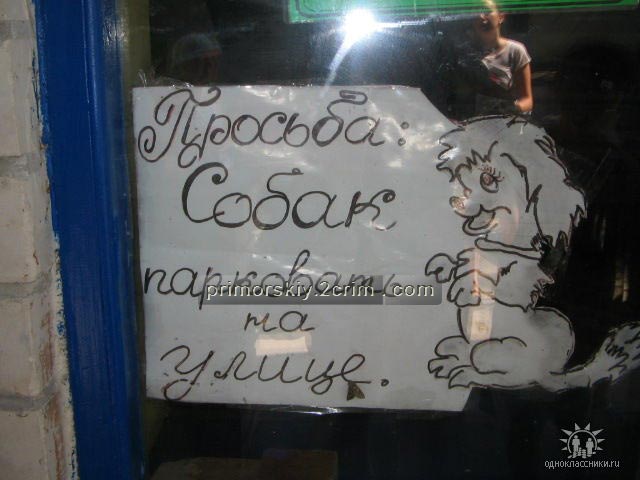 Просьба:
Собак
парковать
на
улице.
primorskiy.2crim .com
одноклассники.ru